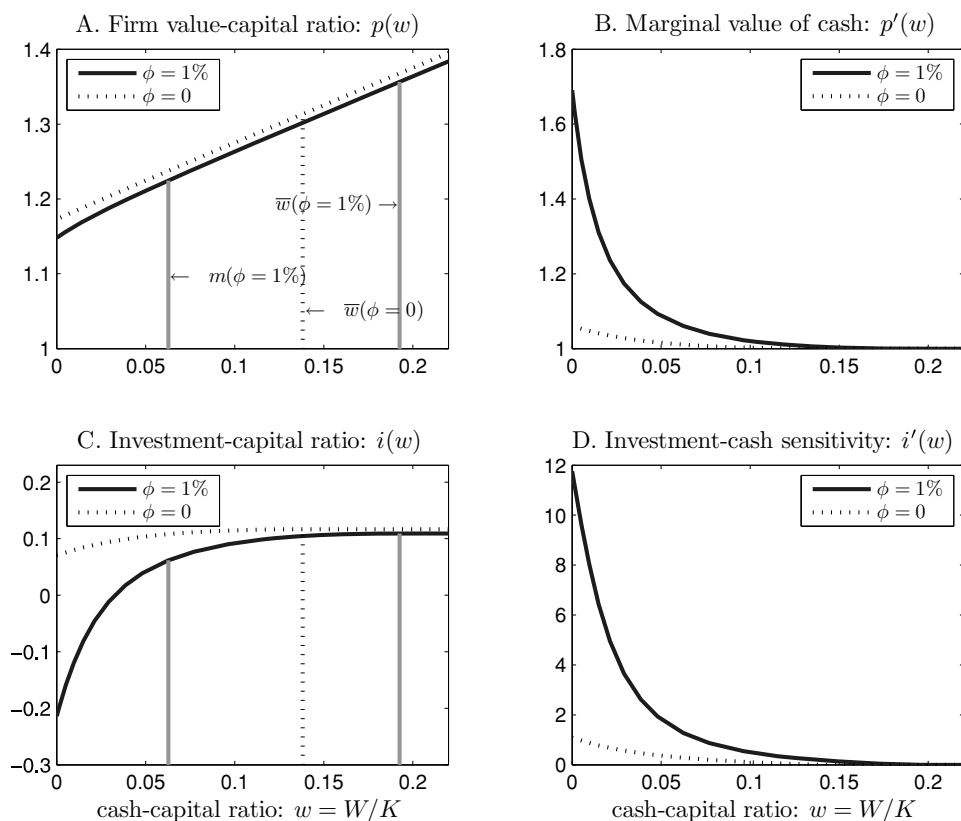 A. Firm value-capital ratio: p(w)
1.4
1.3
1.2
1.1
1
0 0.05 0.1 0.15 0.2
ϕ = 1%
ϕ = 0
w̅(ϕ = 1%) →
← m(ϕ = 1%)
← w̅(ϕ = 0)
B. Marginal value of cash: p′(w)
1.8
1.6
1.4
1.2
1
0 0.05 0.1 0.15 0.2
ϕ = 1%
ϕ = 0
C. Investment-capital ratio: i(w)
0.2
0.1
0
−0.1
−0.2
−0.3
0 0.05 0.1 0.15 0.2
ϕ = 1%
ϕ = 0
cash-capital ratio: w = W/K
D. Investment-cash sensitivity: i′(w)
12
10
8
6
4
2
0
0 0.05 0.1 0.15 0.2
ϕ = 1%
ϕ = 0
cash-capital ratio: w = W/K